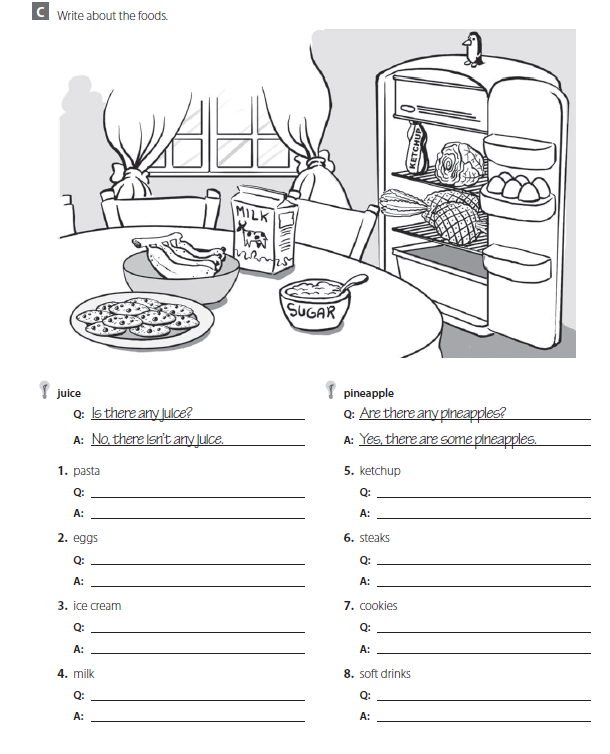 C Write about the foods.
KETCHUP
MILK
SUGAR
juice
Q: Is there any juice?
A: No, there isn't any juice.
1. pasta
Q:
A:
2. eggs
Q:
A:
3. ice cream
Q:
A:
4. milk
Q:
A:
pineapple
Q: Are there any pineapples?
A: Yes, there are some pineapples.
5. ketchup
Q:
A:
6. steaks
Q:
A:
7. cookies
Q:
A:
8. soft drinks
Q:
A: